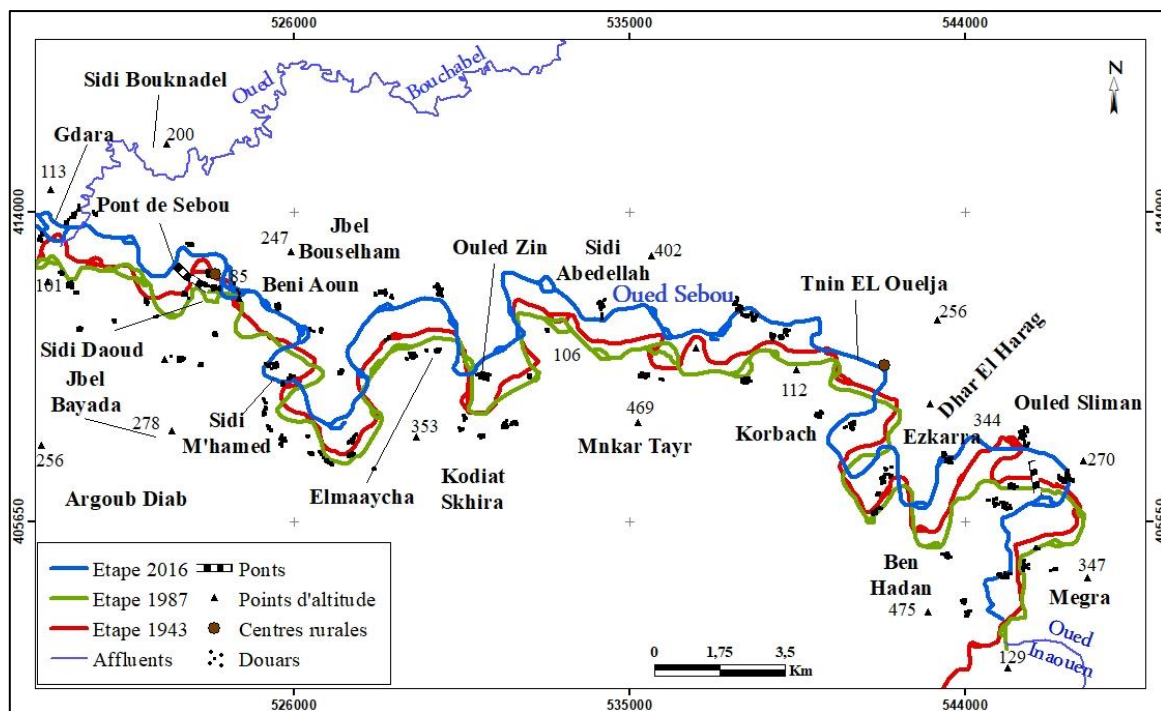 526000
535000
544000
Sidi Bouknadel
Oued
Bouchabel
N
Gdara
200
113
414000
414000
Pont de Sebou
247
Jbel
Bouselham
Ouled Zin
Sidi
Abedellah
402
Oued Sebou
Tnin EL Ouelja
101
85
Beni Aoun
256
Sidi Daoud
106
112
Dhar El Harag
Jbel
Bayada
278
Sidi
M'hamed
353
469
Mnkar Tayr
Korbach
Ezkarra
344
Ouled Sliman
256
270
Argoub Diab
Elmaaycha
Kodiat
Skhira
405650
405650
Ben
Hadan
475
347
Megra
Oued
Inaouen
129
Etape 2016
Ponts
Etape 1987
Points d'altitude
Etape 1943
Centres rurales
Affluents
Douars
0
1,75
3,5
Km
526000
535000
544000